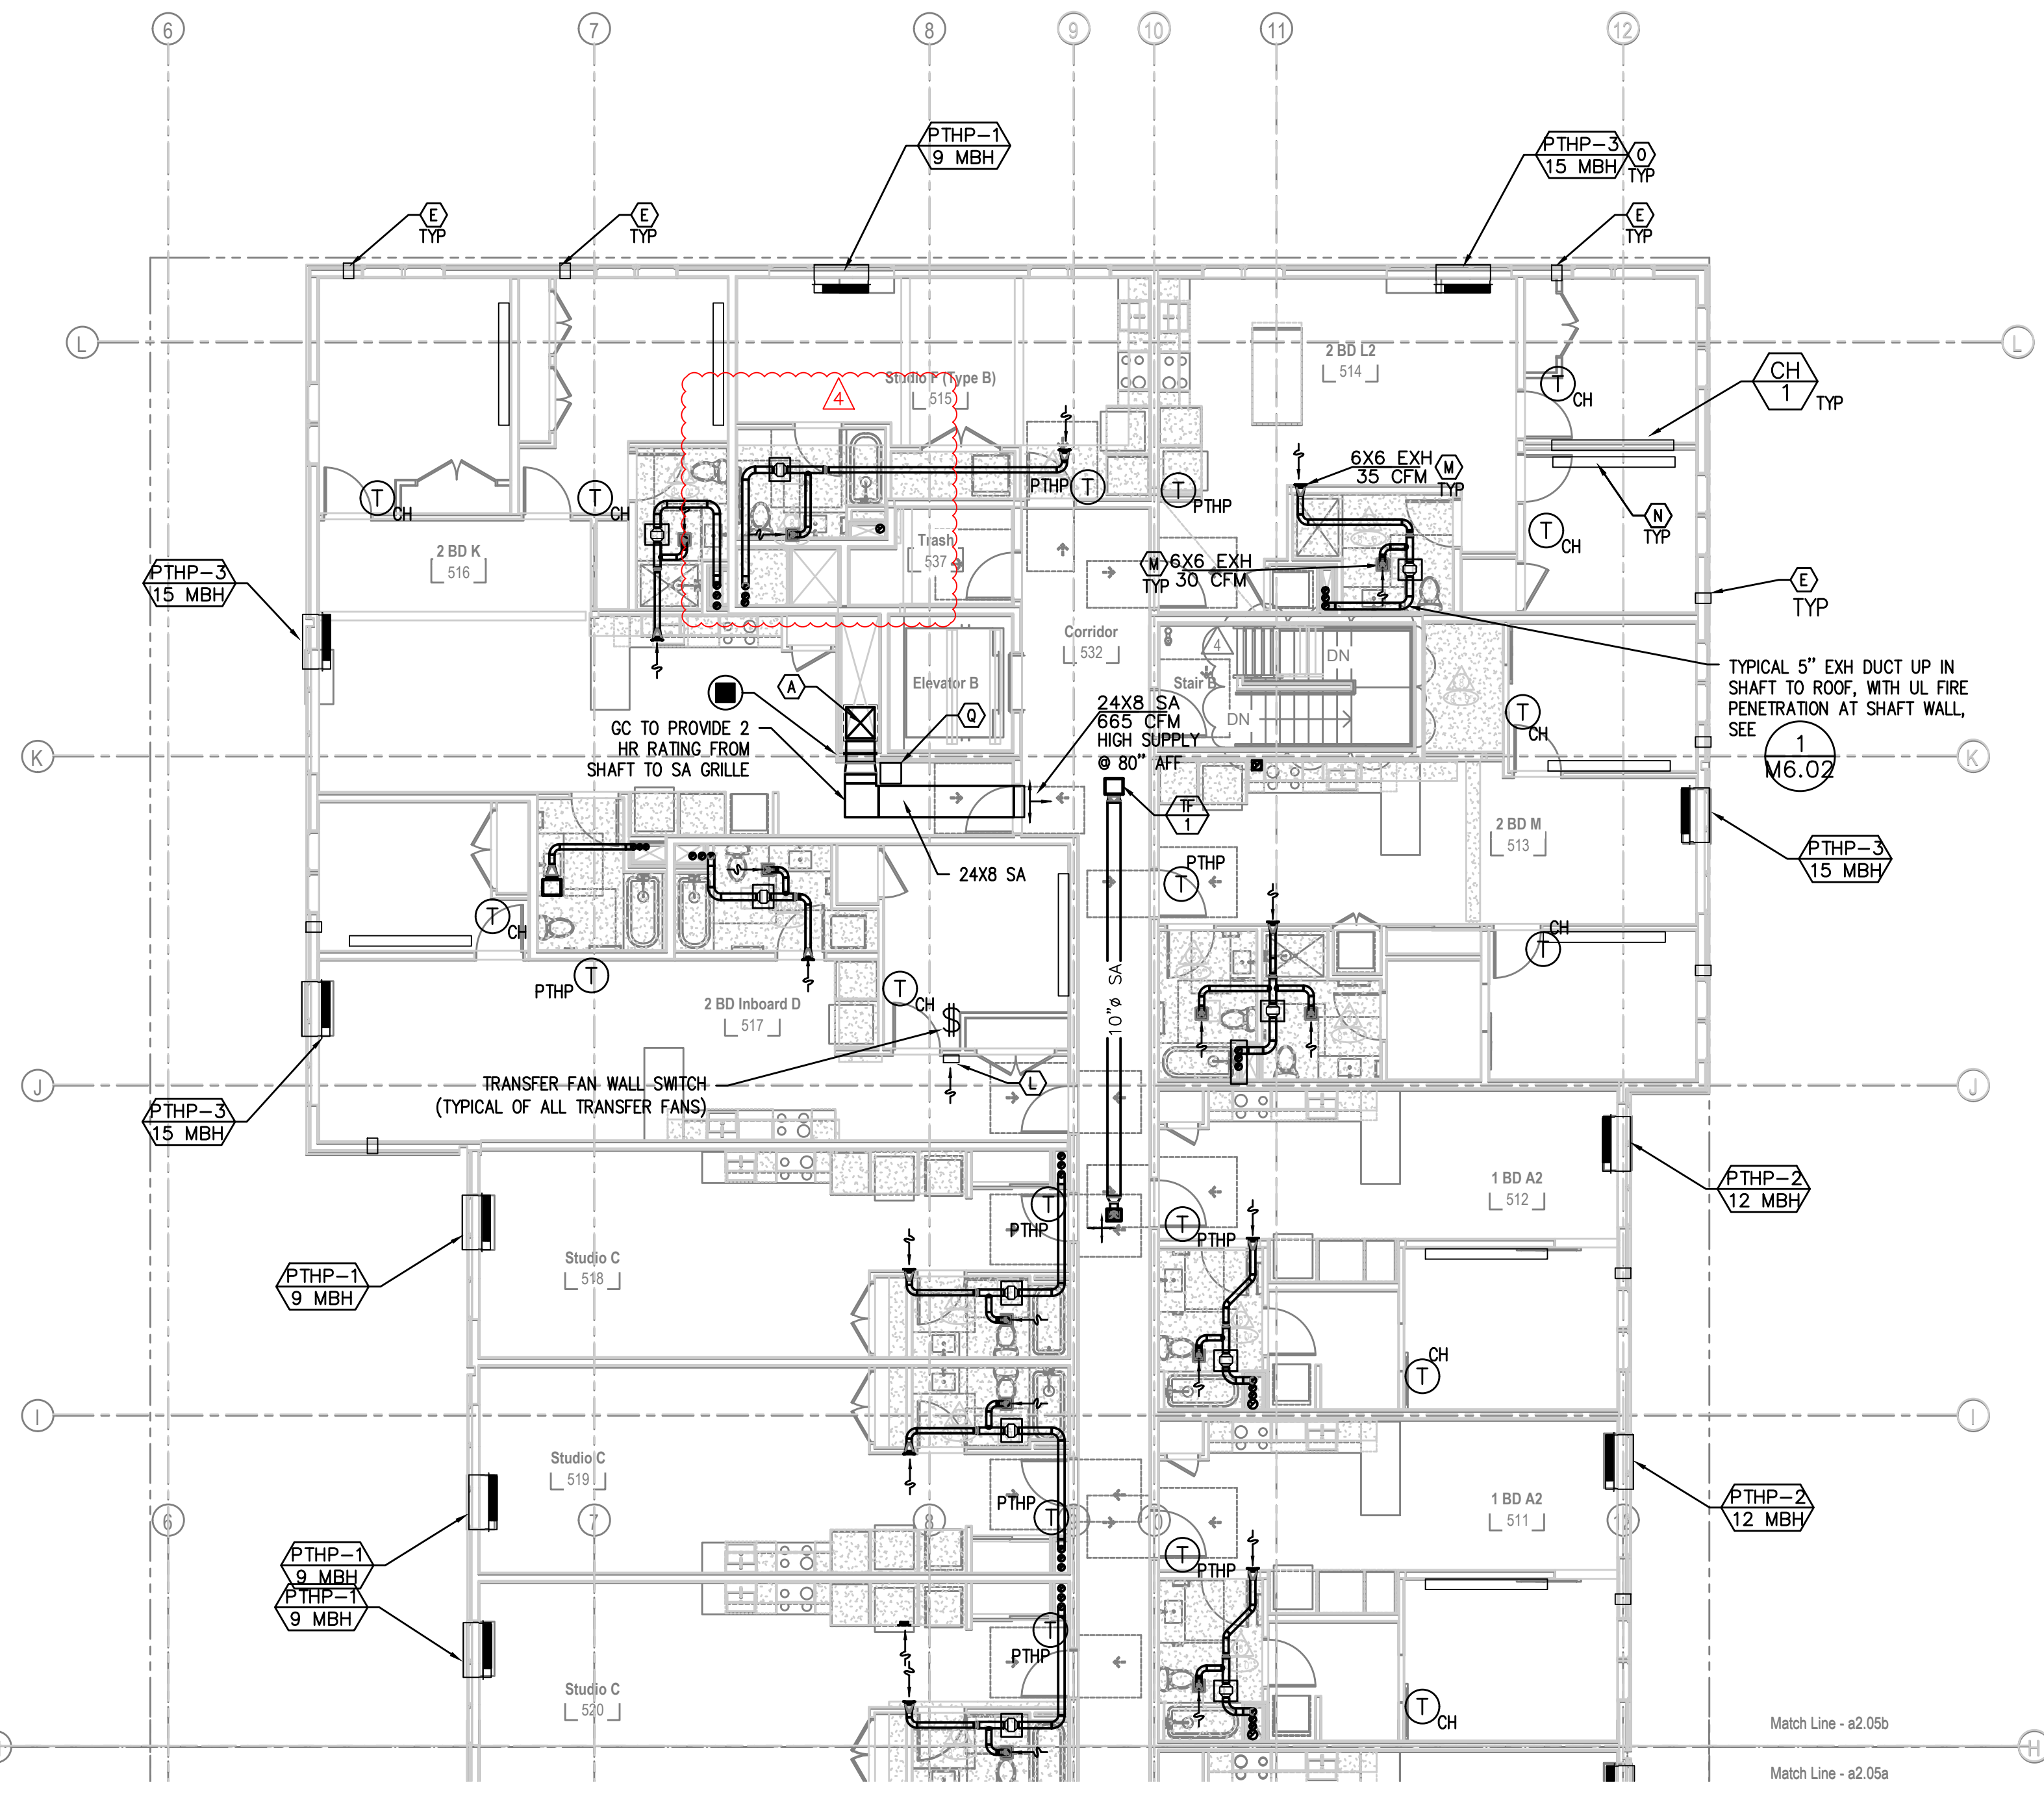 6
7
8
9
10
11
12
PTHP-1
9 MBH
PTHP-3
15 MBH
O
TYP
E
TYP
E
TYP
E
TYP
L
L
2 BD L2
514
Studio F (Type B)
515
4
CH
1
TYP
T
CH
6X6 EXH
35 CFM
M
TYP
T
CH
T
CH
PTHP
T
T
PTHP
N
TYP
T
CH
2 BD K
516
Trash
537
M
TYP
6X6 EXH
30 CFM
PTHP-3
15 MBH
E
TYP
Corridor
532
4
DN
Stair B
DN
Elevator B
TYPICAL 5" EXH DUCT UP IN
SHAFT TO ROOF, WITH UL FIRE
PENETRATION AT SHAFT WALL,
SEE
1
M6.02
A
Q
GC TO PROVIDE 2
HR RATING FROM
SHAFT TO SA GRILLE
24X8 SA
665 CFM
HIGH SUPPLY
@ 80" AFF
T
CH
K
K
TF
1
2 BD M
513
PTHP-3
15 MBH
24X8 SA
PTHP
T
T
CH
CH
T
PTHP
T
2 BD Inboard D
517
T
CH
$
10"ø SA
TRANSFER FAN WALL SWITCH
(TYPICAL OF ALL TRANSFER FANS)
L
J
J
PTHP-3
15 MBH
PTHP-2
12 MBH
1 BD A2
512
T
PTHP
T
PTHP
Studio C
518
PTHP-1
9 MBH
CH
T
I
I
Studio C
519
1 BD A2
511
PTHP-2
12 MBH
6
7
8
10
PTHP
T
T
PTHP
PTHP-1
9 MBH
PTHP-1
9 MBH
T
PTHP
Studio C
520
T
CH
Match Line - a2.05b
H
Match Line - a2.05a